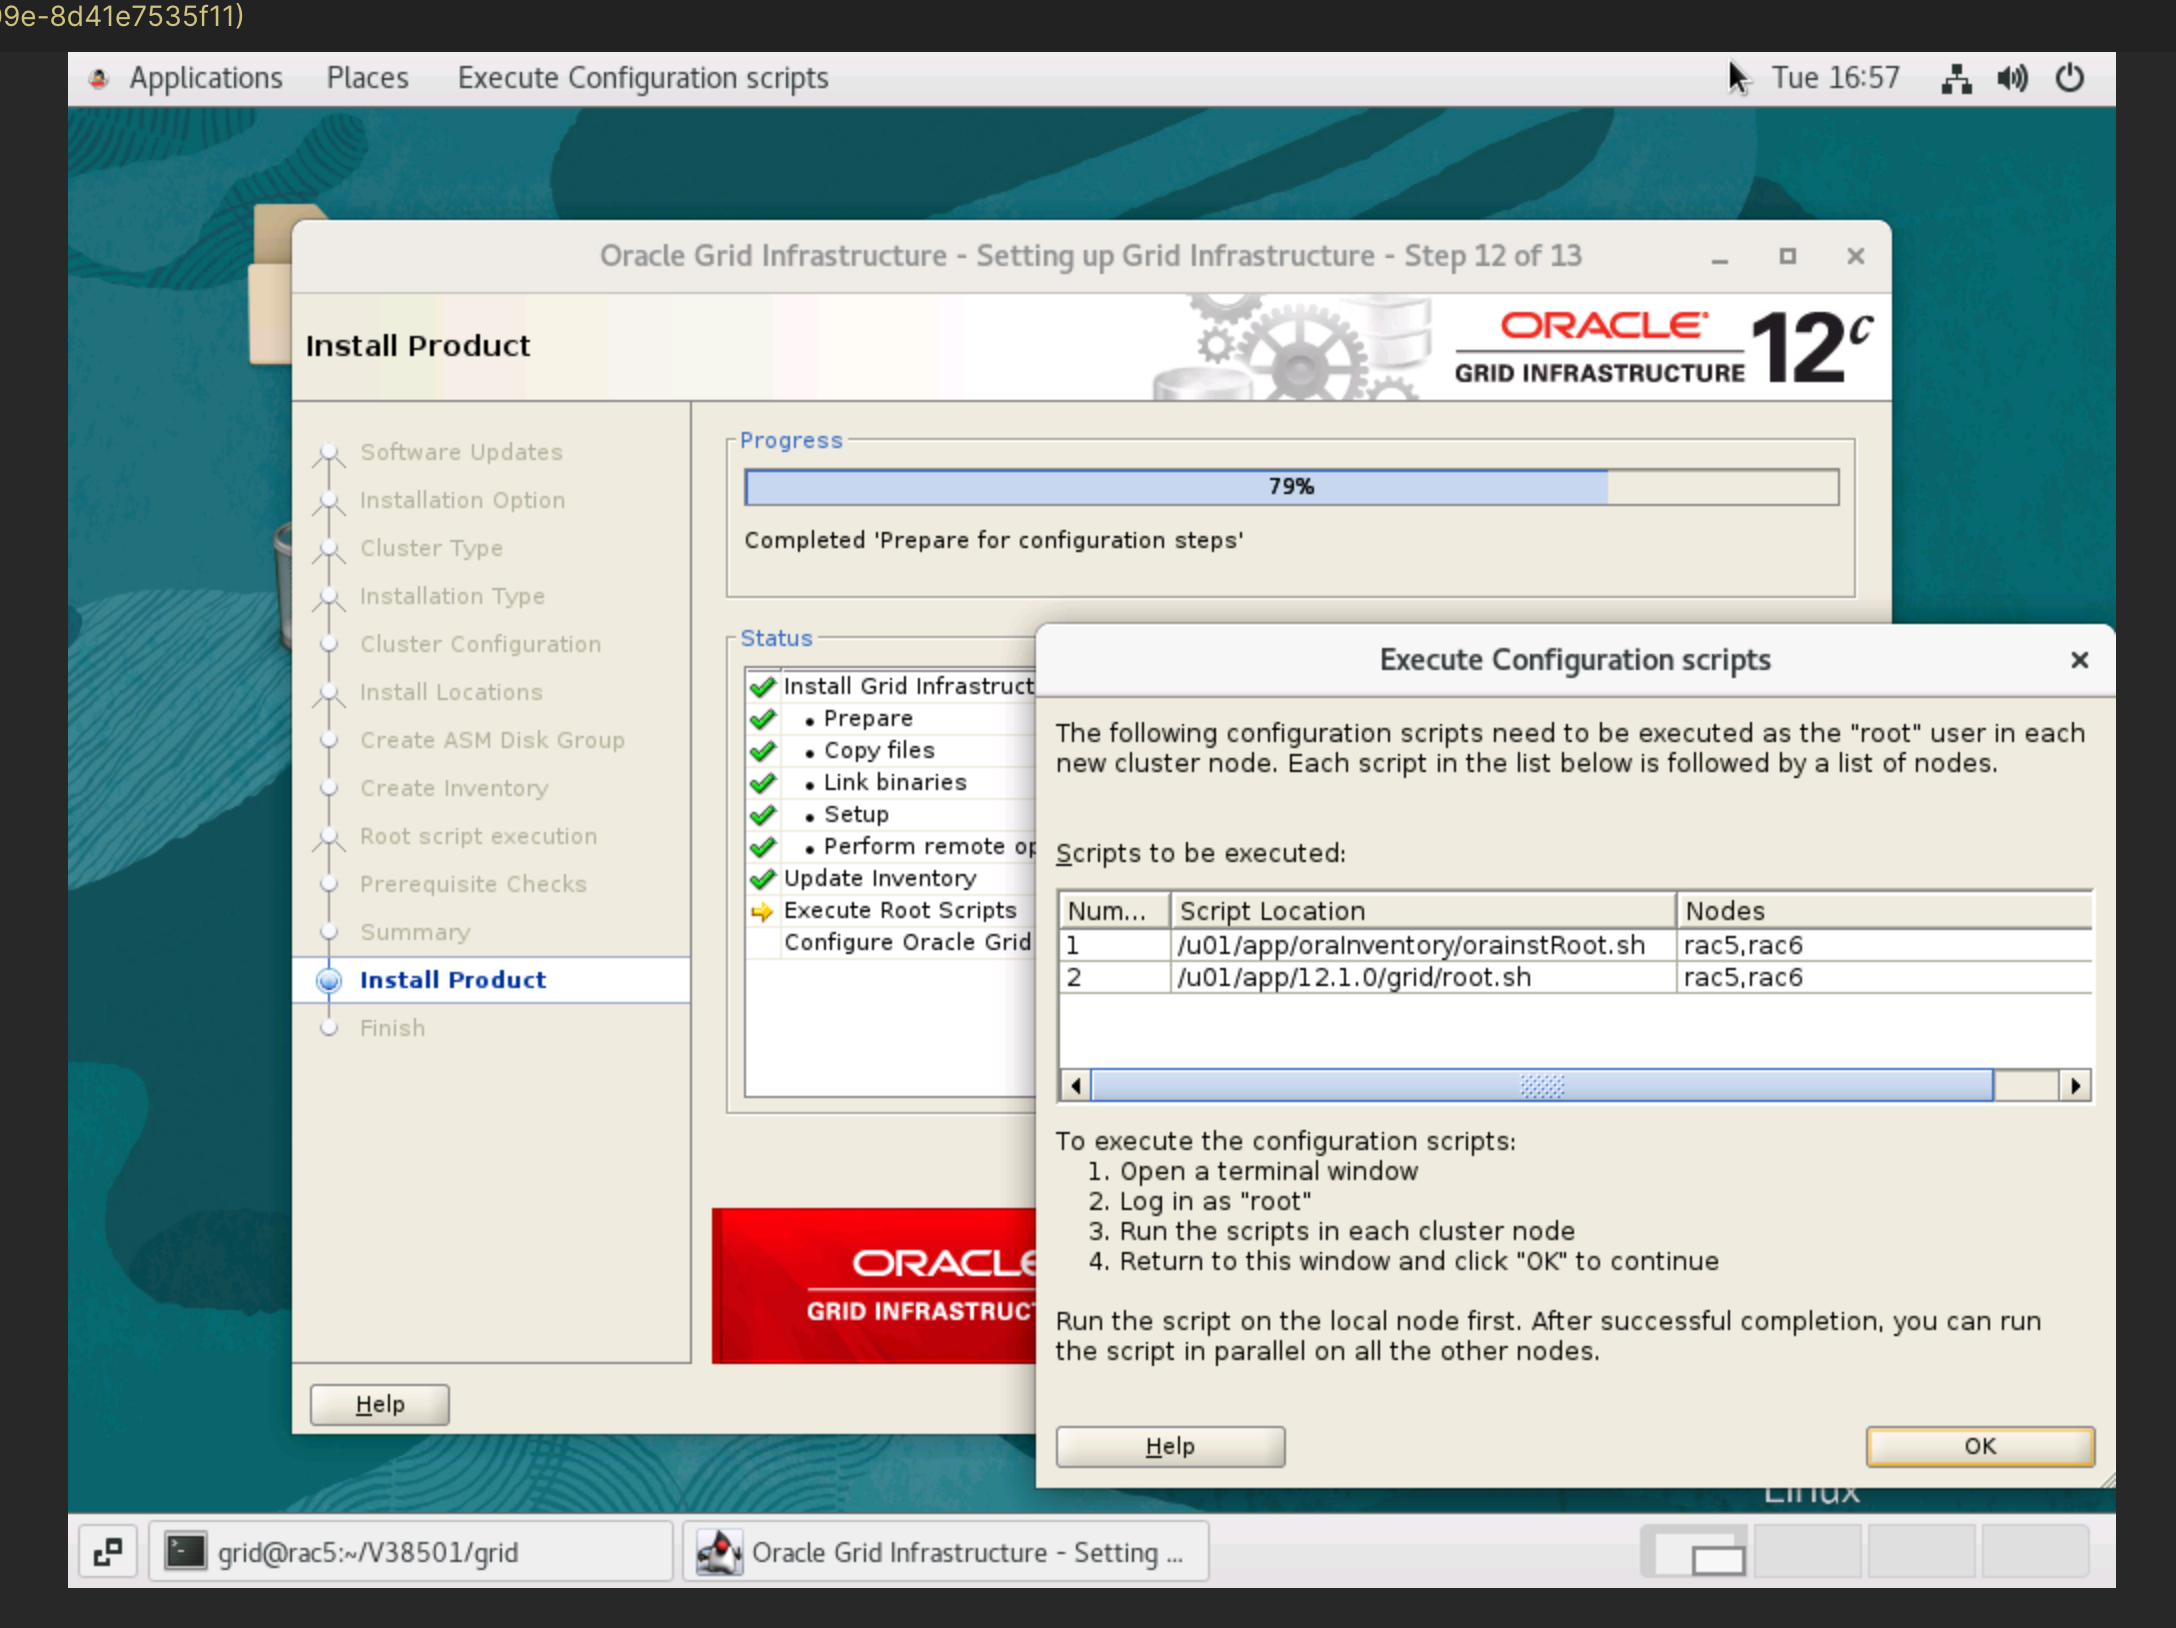 9e-8d41e7535f11)
Applications Places Execute Configuration scripts Tue 16:57
Oracle Grid Infrastructure - Setting up Grid Infrastructure - Step 12 of 13
Install Product
ORACLE
GRID INFRASTRUCTURE 12c
Software Updates
Installation Option
Cluster Type
Installation Type
Cluster Configuration
Install Locations
Create ASM Disk Group
Create Inventory
Root script execution
Prerequisite Checks
Summary
Install Product
Finish
Progress
79%
Completed 'Prepare for configuration steps'
Status
Install Grid Infrastruct
• Prepare
• Copy files
• Link binaries
• Setup
• Perform remote op
Update Inventory
Execute Root Scripts
Configure Oracle Grid
ORACLE
GRID INFRASTRUCT
Help
Execute Configuration scripts
The following configuration scripts need to be executed as the "root" user in each
new cluster node. Each script in the list below is followed by a list of nodes.
Scripts to be executed:
Num... Script Location Nodes
1 /u01/app/oraInventory/orainstRoot.sh rac5,rac6
2 /u01/app/12.1.0/grid/root.sh rac5,rac6
To execute the configuration scripts:
1. Open a terminal window
2. Log in as "root"
3. Run the scripts in each cluster node
4. Return to this window and click "OK" to continue
Run the script on the local node first. After successful completion, you can run
the script in parallel on all the other nodes.
Help OK
Linux
grid@rac5:~/V38501/grid Oracle Grid Infrastructure - Setting ...